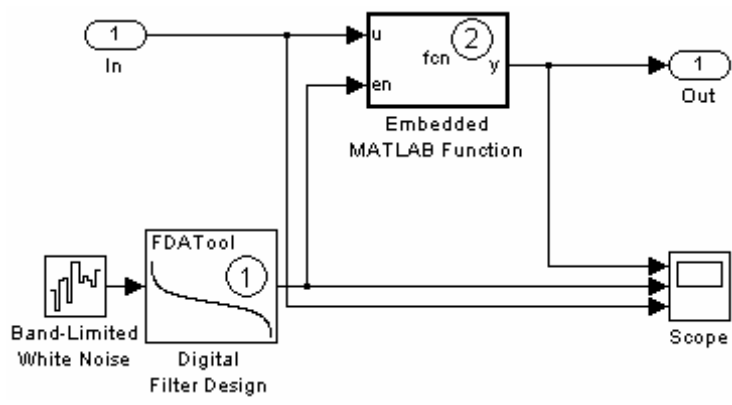 1
In
u
en
fcn
2
y
Embedded
MATLAB Function
1
Out
FDATool
1
Band-Limited
White Noise
Digital
Filter Design
Scope